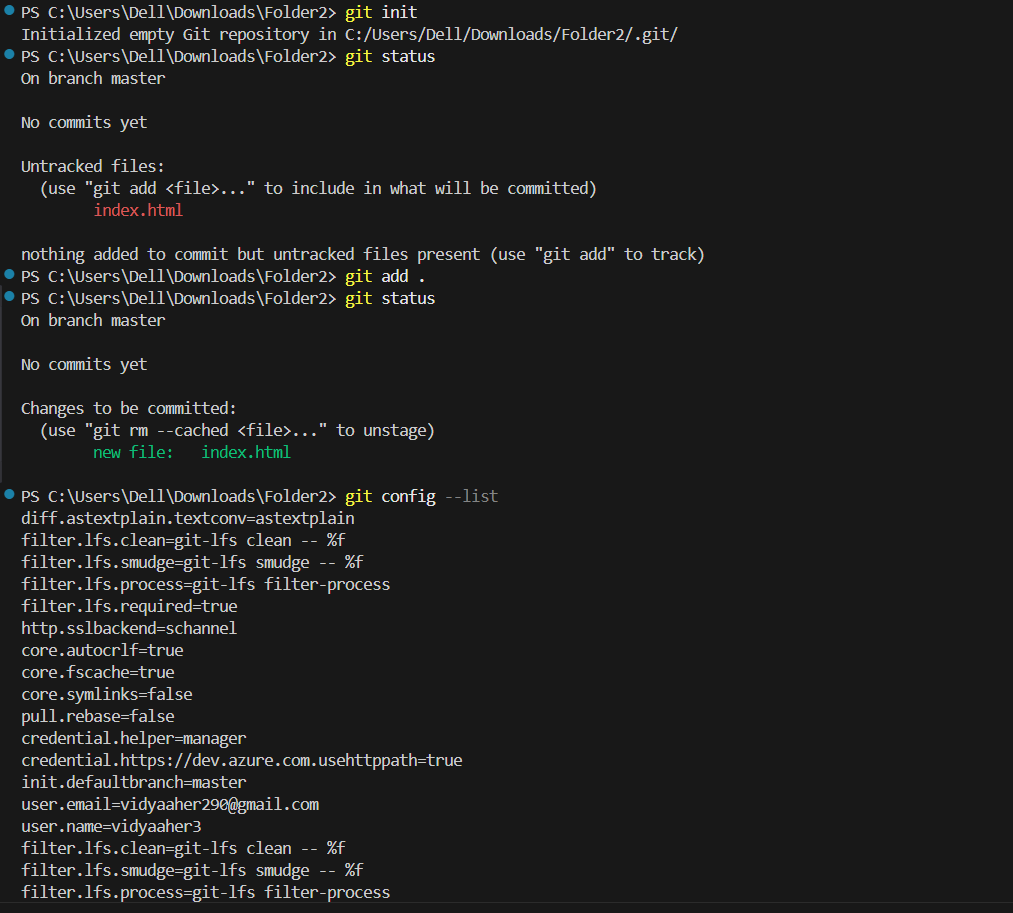 PS C:\Users\Dell\Downloads\Folder2> git init
Initialized empty Git repository in C:/Users/Dell/Downloads/Folder2/.git/
PS C:\Users\Dell\Downloads\Folder2> git status
On branch master
No commits yet
Untracked files:
  (use "git add <file>..." to include in what will be committed)
        index.html
nothing added to commit but untracked files present (use "git add" to track)
PS C:\Users\Dell\Downloads\Folder2> git add .
PS C:\Users\Dell\Downloads\Folder2> git status
On branch master
No commits yet
Changes to be committed:
  (use "git rm --cached <file>..." to unstage)
        new file:   index.html
PS C:\Users\Dell\Downloads\Folder2> git config --list
diff.astextplain.textconv=astextplain
filter.lfs.clean=git-lfs clean -- %f
filter.lfs.smudge=git-lfs smudge -- %f
filter.lfs.process=git-lfs filter-process
filter.lfs.required=true
http.sslbackend=schannel
core.autocrlf=true
core.fscache=true
core.symlinks=false
pull.rebase=false
credential.helper=manager
credential.https://dev.azure.com.usehttppath=true
init.defaultbranch=master
user.email=vidyaaher290@gmail.com
user.name=vidyaaher3
filter.lfs.clean=git-lfs clean -- %f
filter.lfs.smudge=git-lfs smudge -- %f
filter.lfs.process=git-lfs filter-process